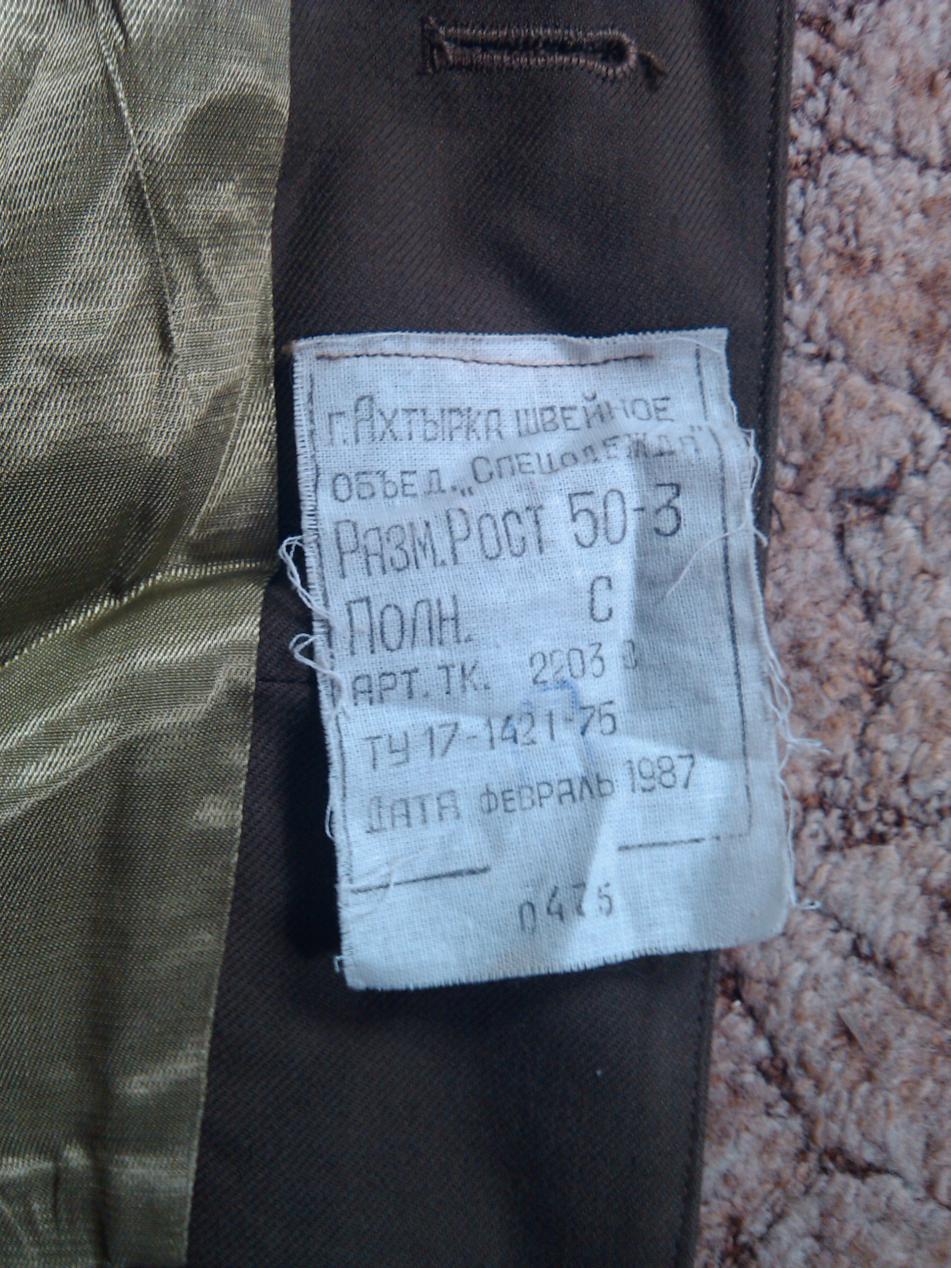 г. Ахтырка швейное
объед. „Спецодежда"
Разм. Рост 50-3
Полн. С
Арт. тк. 2203
ТУ 17-1421-75
Дата февраль 1987
0475